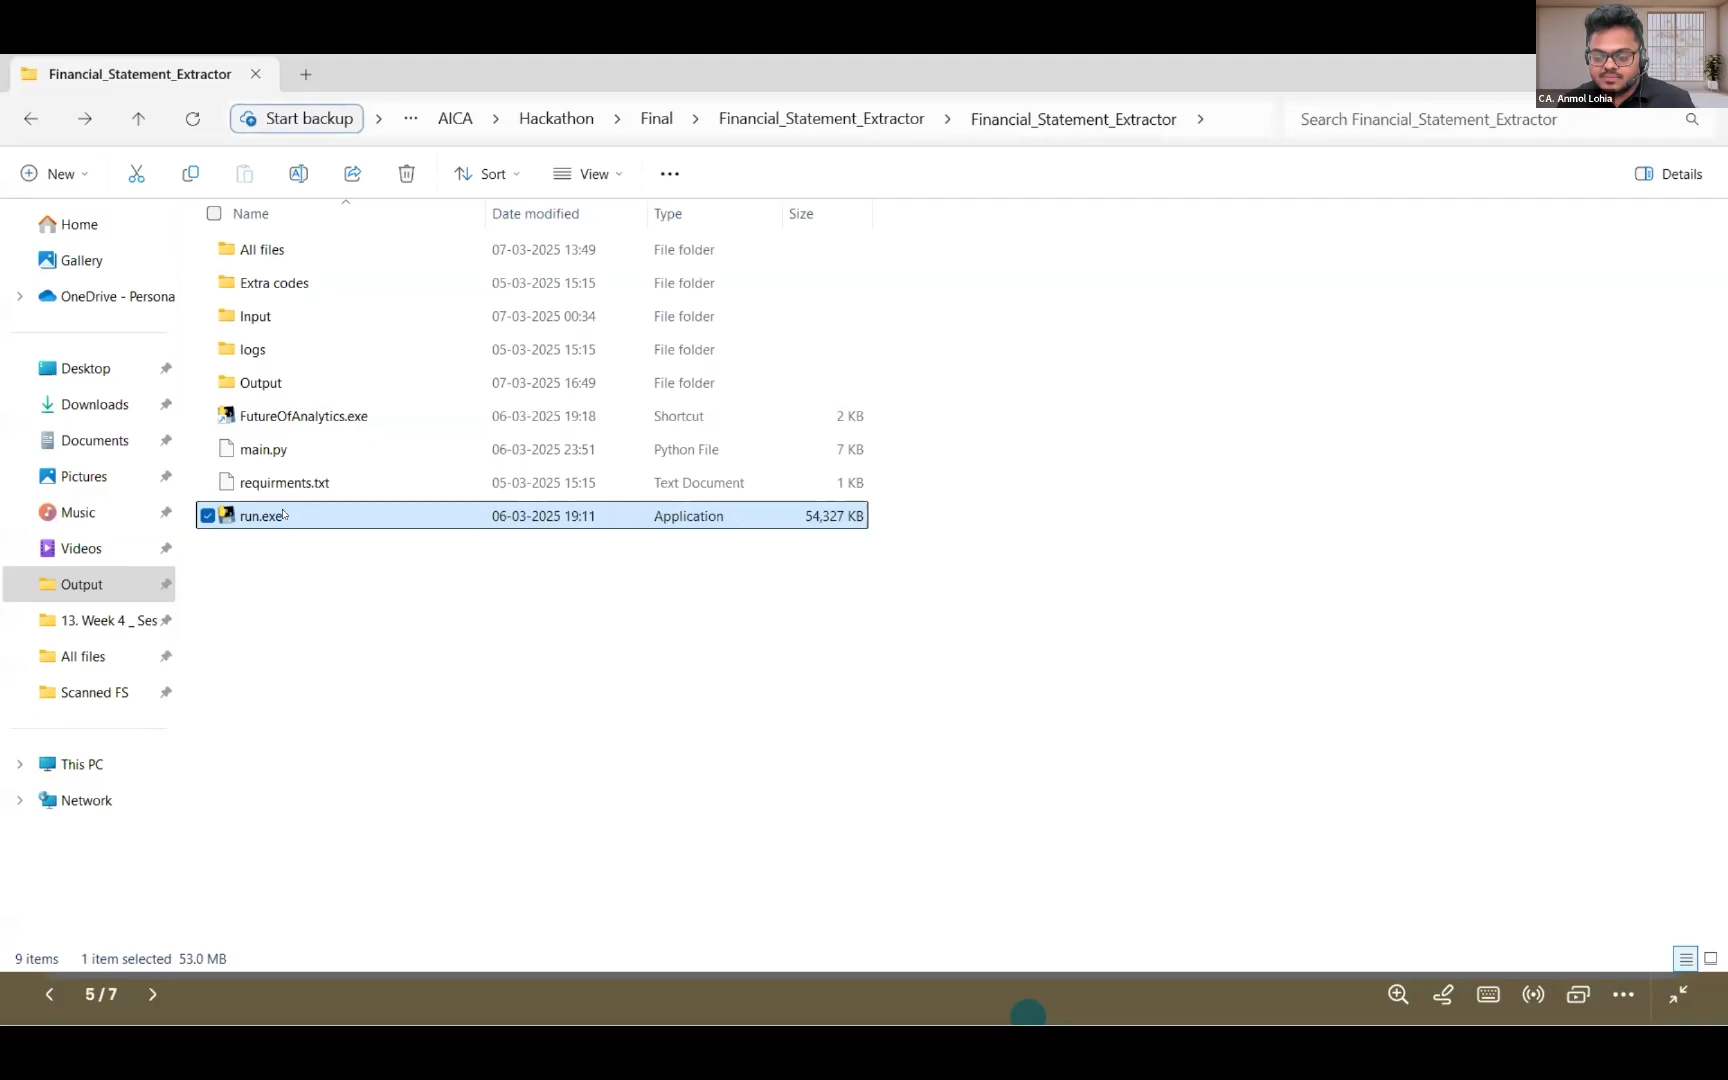 CA. Anmol Lohia
Financial_Statement_Extractor
Start backup > ··· AICA > Hackathon > Final > Financial_Statement_Extractor > Financial_Statement_Extractor >
Search Financial_Statement_Extractor
New
Sort
View
Details
Home
Gallery
OneDrive - Persona
Desktop
Downloads
Documents
Pictures
Music
Videos
Output
13. Week 4 _ Ses
All files
Scanned FS
This PC
Network
Name Date modified Type Size
All files 07-03-2025 13:49 File folder
Extra codes 05-03-2025 15:15 File folder
Input 07-03-2025 00:34 File folder
logs 05-03-2025 15:15 File folder
Output 07-03-2025 16:49 File folder
FutureOfAnalytics.exe 06-03-2025 19:18 Shortcut 2 KB
main.py 06-03-2025 23:51 Python File 7 KB
requirments.txt 05-03-2025 15:15 Text Document 1 KB
run.exe 06-03-2025 19:11 Application 54,327 KB
9 items 1 item selected 53.0 MB
5 / 7